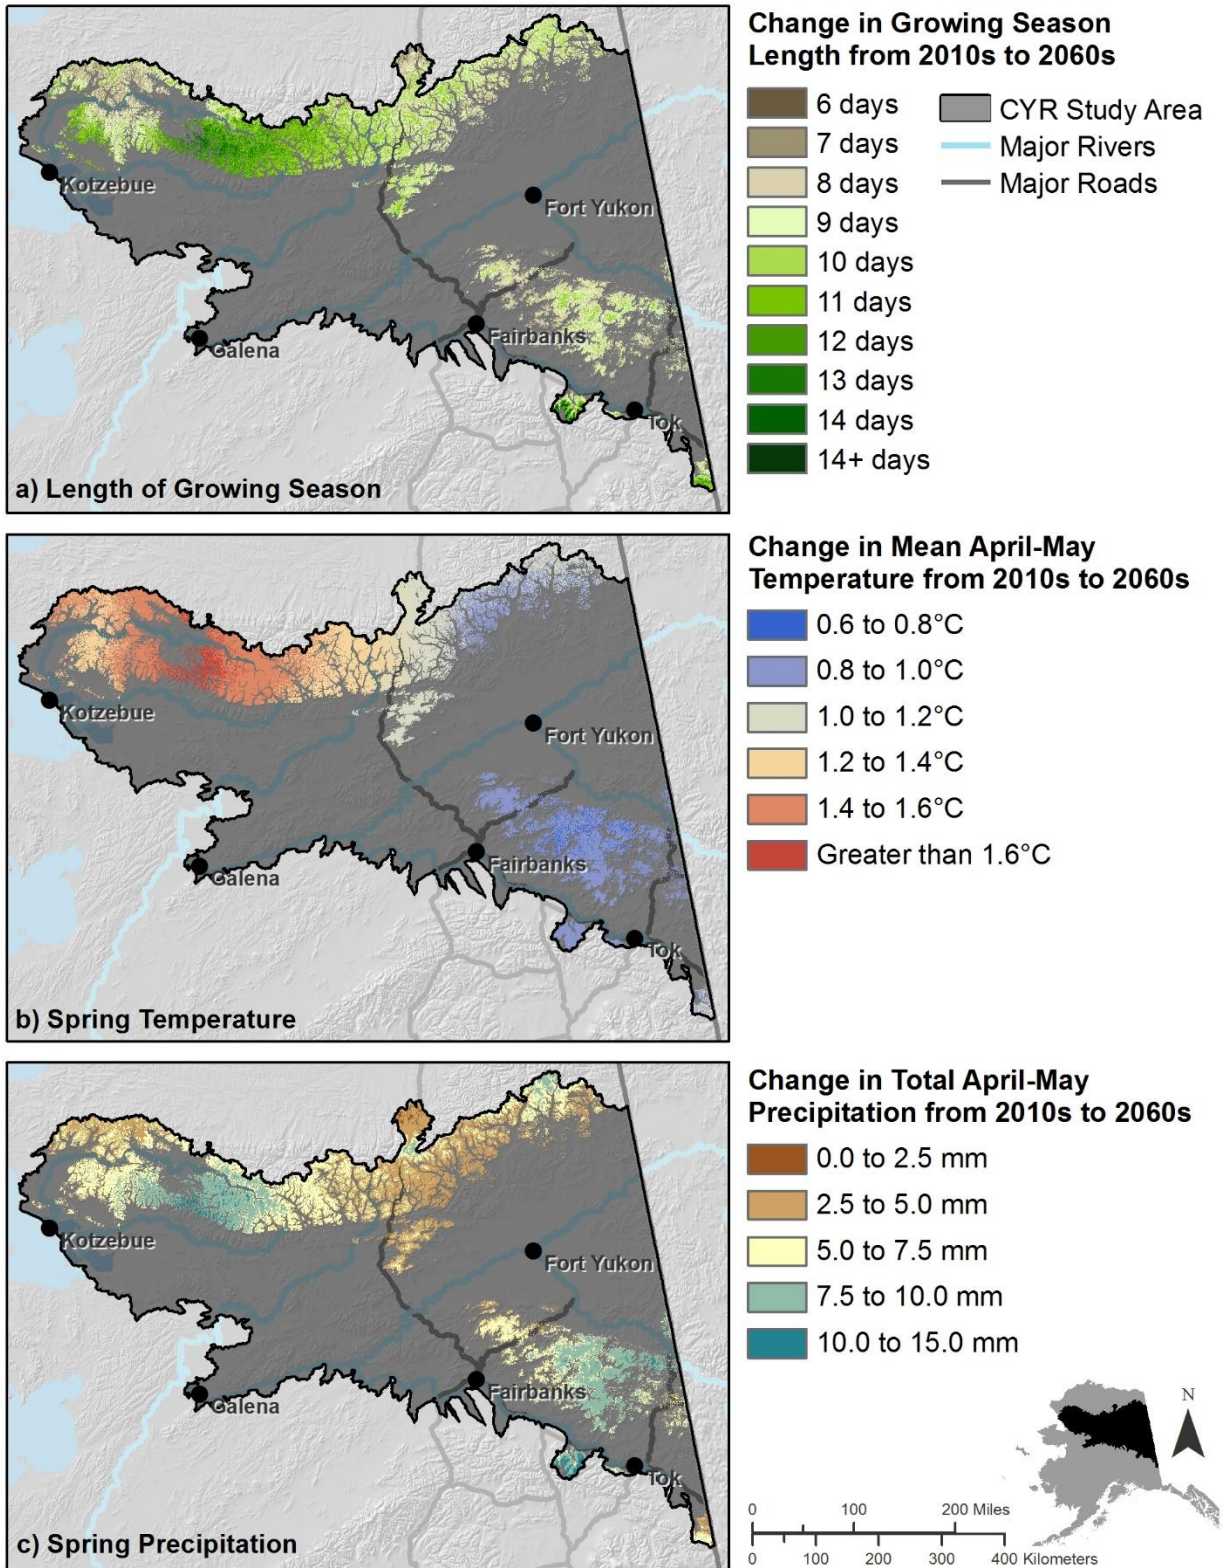 Change in Growing Season
Length from 2010s to 2060s
6 days
7 days
8 days
9 days
10 days
11 days
12 days
13 days
14 days
14+ days
CYR Study Area
Major Rivers
Major Roads
Kotzebue
Fort Yukon
Galena
Fairbanks
Tok
a) Length of Growing Season
Change in Mean April-May
Temperature from 2010s to 2060s
0.6 to 0.8°C
0.8 to 1.0°C
1.0 to 1.2°C
1.2 to 1.4°C
1.4 to 1.6°C
Greater than 1.6°C
Kotzebue
Fort Yukon
Galena
Fairbanks
Tok
b) Spring Temperature
Change in Total April-May
Precipitation from 2010s to 2060s
0.0 to 2.5 mm
2.5 to 5.0 mm
5.0 to 7.5 mm
7.5 to 10.0 mm
10.0 to 15.0 mm
Kotzebue
Fort Yukon
Galena
Fairbanks
Tok
c) Spring Precipitation
N
0 100 200 Miles
0 100 200 300 400 Kilometers